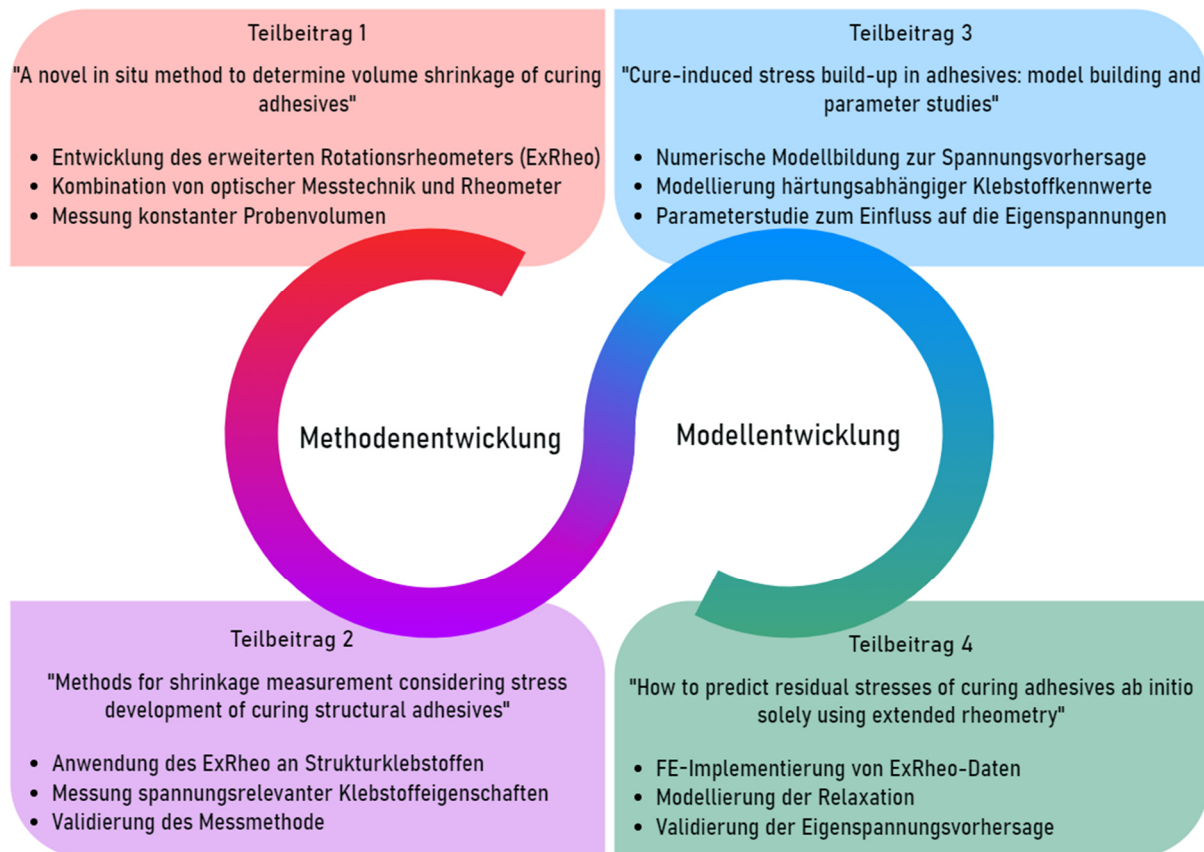 Teilbeitrag 1
"A novel in situ method to determine volume shrinkage of curing
adhesives"
• Entwicklung des erweiterten Rotationsrheometers (ExRheo)
• Kombination von optischer Messtechnik und Rheometer
• Messung konstanter Probenvolumen
Teilbeitrag 3
"Cure-induced stress build-up in adhesives: model building and
parameter studies"
• Numerische Modellbildung zur Spannungsvorhersage
• Modellierung härtungsabhängiger Klebstoffkennwerte
• Parameterstudie zum Einfluss auf die Eigenspannungen
Methodenentwicklung
Modellentwicklung
Teilbeitrag 2
"Methods for shrinkage measurement considering stress
development of curing structural adhesives"
• Anwendung des ExRheo an Strukturklebstoffen
• Messung spannungsrelevanter Klebstoffeigenschaften
• Validierung des Messmethode
Teilbeitrag 4
"How to predict residual stresses of curing adhesives ab initio
solely using extended rheometry"
• FE-Implementierung von ExRheo-Daten
• Modellierung der Relaxation
• Validierung der Eigenspannungsvorhersage